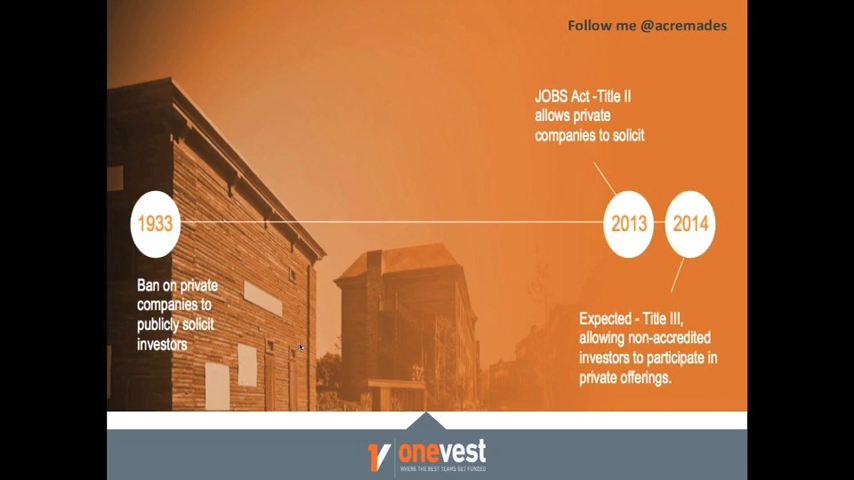 Follow me @acremades
JOBS Act -Title II
allows private
companies to solicit
1933
2013
2014
Ban on private
companies to
publicly solicit
investors
Expected - Title III,
allowing non-accredited
investors to participate in
private offerings.
onevest
WHERE THE BEST TEAMS GET FUNDED